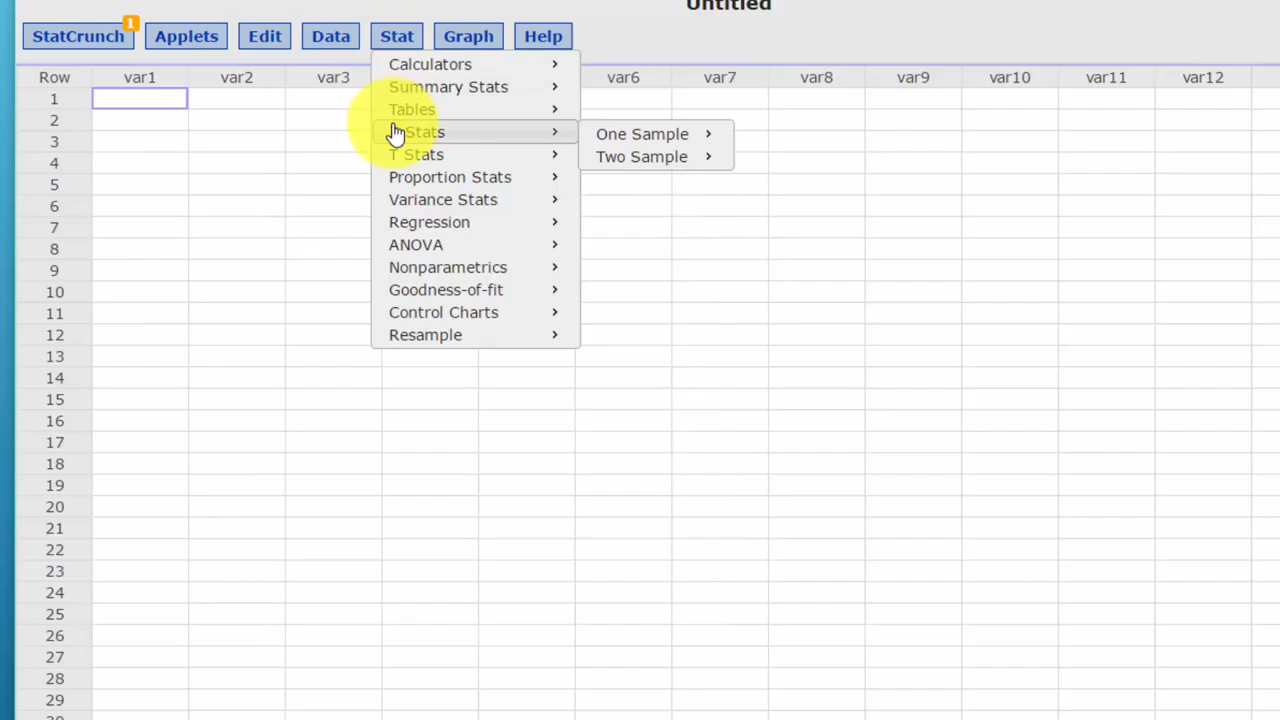 Untitled
StatCrunch 1 Applets Edit Data Stat Graph Help
Row var1 var2 var3 var6 var7 var8 var9 var10 var11 var12
Calculators
Summary Stats
Tables
Stats
T Stats
Proportion Stats
Variance Stats
Regression
ANOVA
Nonparametrics
Goodness-of-fit
Control Charts
Resample
One Sample
Two Sample
1
2
3
4
5
6
7
8
9
10
11
12
13
14
15
16
17
18
19
20
21
22
23
24
25
26
27
28
29